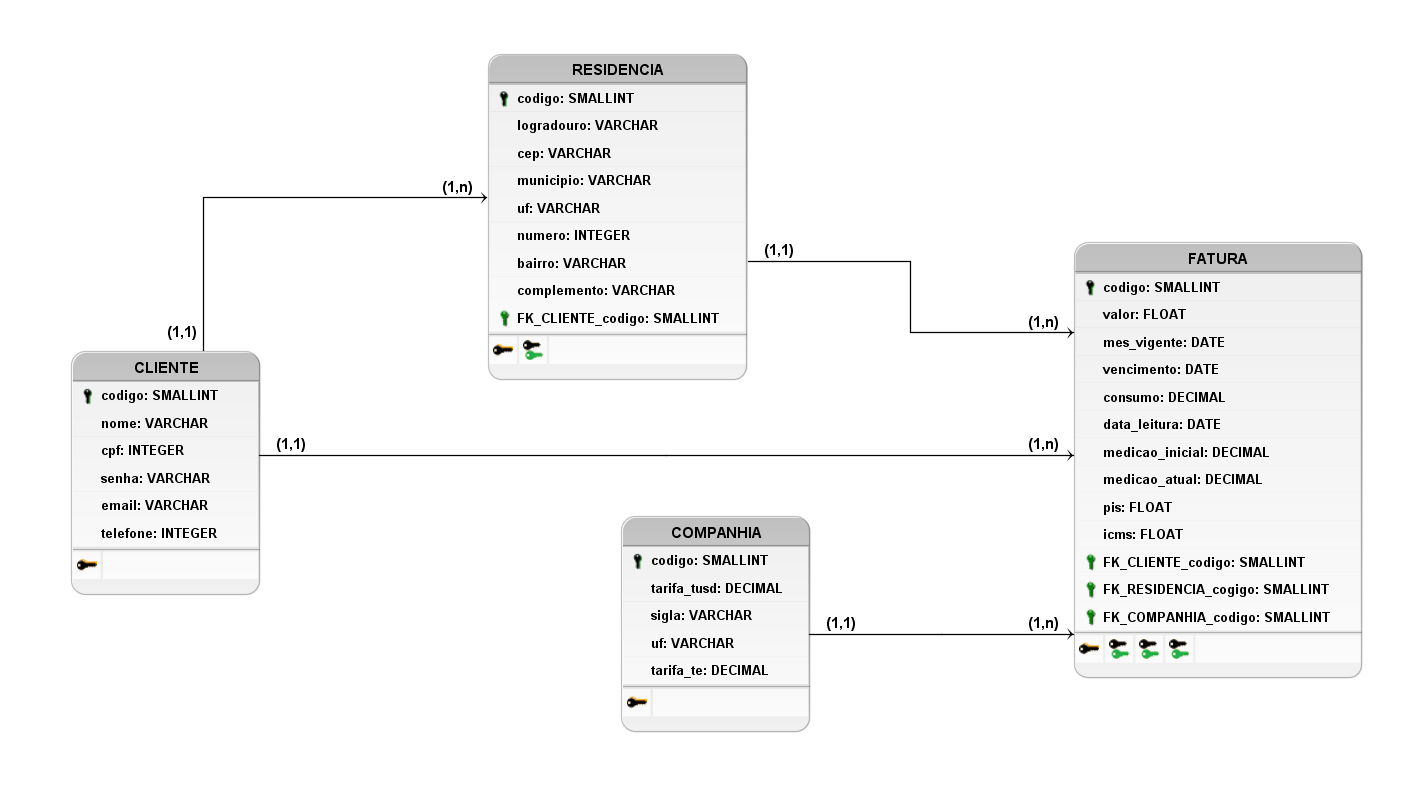 RESIDENCIA
codigo: SMALLINT
logradouro: VARCHAR
cep: VARCHAR
municipio: VARCHAR
uf: VARCHAR
numero: INTEGER
bairro: VARCHAR
complemento: VARCHAR
FK_CLIENTE_codigo: SMALLINT
(1,n)
(1,1)
CLIENTE
codigo: SMALLINT
nome: VARCHAR
cpf: INTEGER
senha: VARCHAR
email: VARCHAR
telefone: INTEGER
(1,1)
(1,n)
(1,1)
(1,n)
COMPANHIA
codigo: SMALLINT
tarifa_tusd: DECIMAL
sigla: VARCHAR
uf: VARCHAR
tarifa_te: DECIMAL
(1,1)
(1,n)
FATURA
codigo: SMALLINT
valor: FLOAT
mes_vigente: DATE
vencimento: DATE
consumo: DECIMAL
data_leitura: DATE
medicao_inicial: DECIMAL
medicao_atual: DECIMAL
pis: FLOAT
icms: FLOAT
FK_CLIENTE_codigo: SMALLINT
FK_RESIDENCIA_cogigo: SMALLINT
FK_COMPANHIA_codigo: SMALLINT